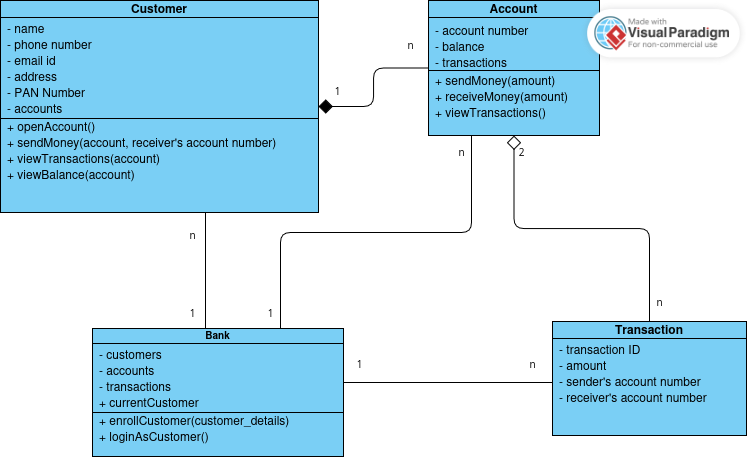 Customer
- name
- phone number
- email id
- address
- PAN Number
- accounts
+ openAccount()
+ sendMoney(account, receiver's account number)
+ viewTransactions(account)
+ viewBalance(account)
Account
- account number
- balance
- transactions
+ sendMoney(amount)
+ receiveMoney(amount)
+ viewTransactions()
Made with
VisualParadigm
For non-commercial use
n
1
n
2
n
1
1
n
Bank
- customers
- accounts
- transactions
+ currentCustomer
+ enrollCustomer(customer_details)
+ loginAsCustomer()
1
n
n
Transaction
- transaction ID
- amount
- sender's account number
- receiver's account number